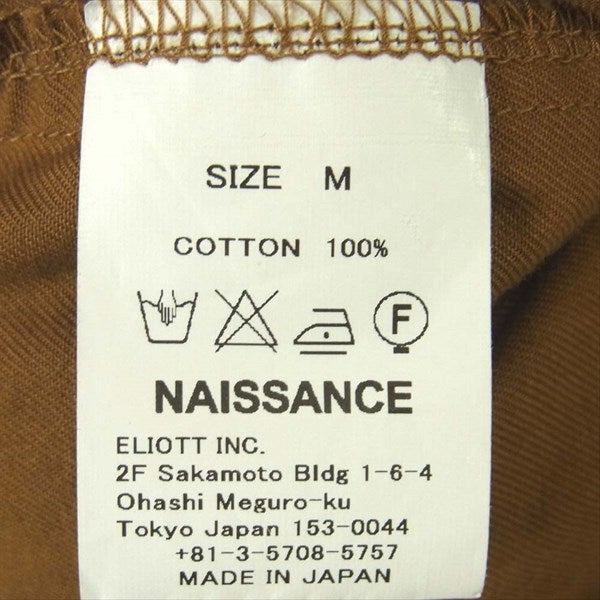 SIZE M
COTTON 100%
F
NAISSANCE
ELIOTT INC.
2F Sakamoto Bldg 1-6-4
Ohashi Meguro-ku
Tokyo Japan 153-0044
+81-3-5708-5757
MADE IN JAPAN